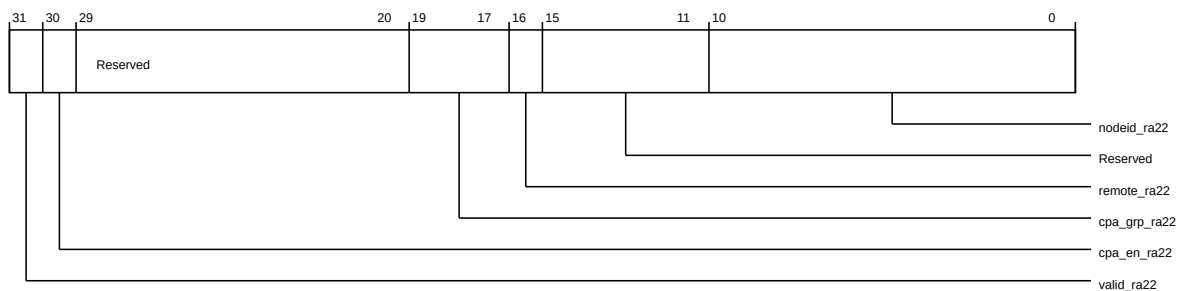 31 30 29 20 19 17 16 15 11 10 0
Reserved
nodeid_ra22
Reserved
remote_ra22
cpa_grp_ra22
cpa_en_ra22
valid_ra22